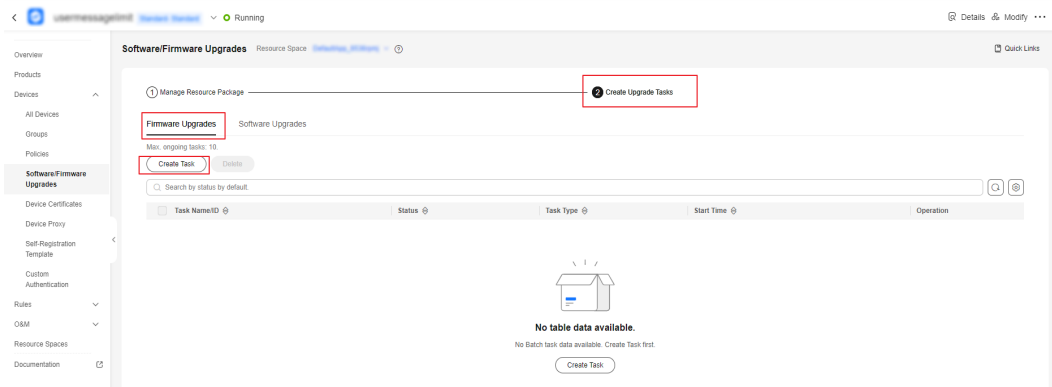 usermessagelimit Running Details Modify
Software/Firmware Upgrades Resource Space Quick Links
Overview
Products
Devices
All Devices
Groups
Policies
Software/Firmware
Upgrades
Device Certificates
Device Proxy
Self-Registration
Template
Custom
Authentication
Rules
O&M
Resource Spaces
Documentation
1 Manage Resource Package 2 Create Upgrade Tasks
Firmware Upgrades Software Upgrades
Max. ongoing tasks: 10.
Create Task Delete
Search by status by default.
Task Name/ID Status Task Type Start Time Operation
No table data available.
No Batch task data available. Create Task first.
Create Task